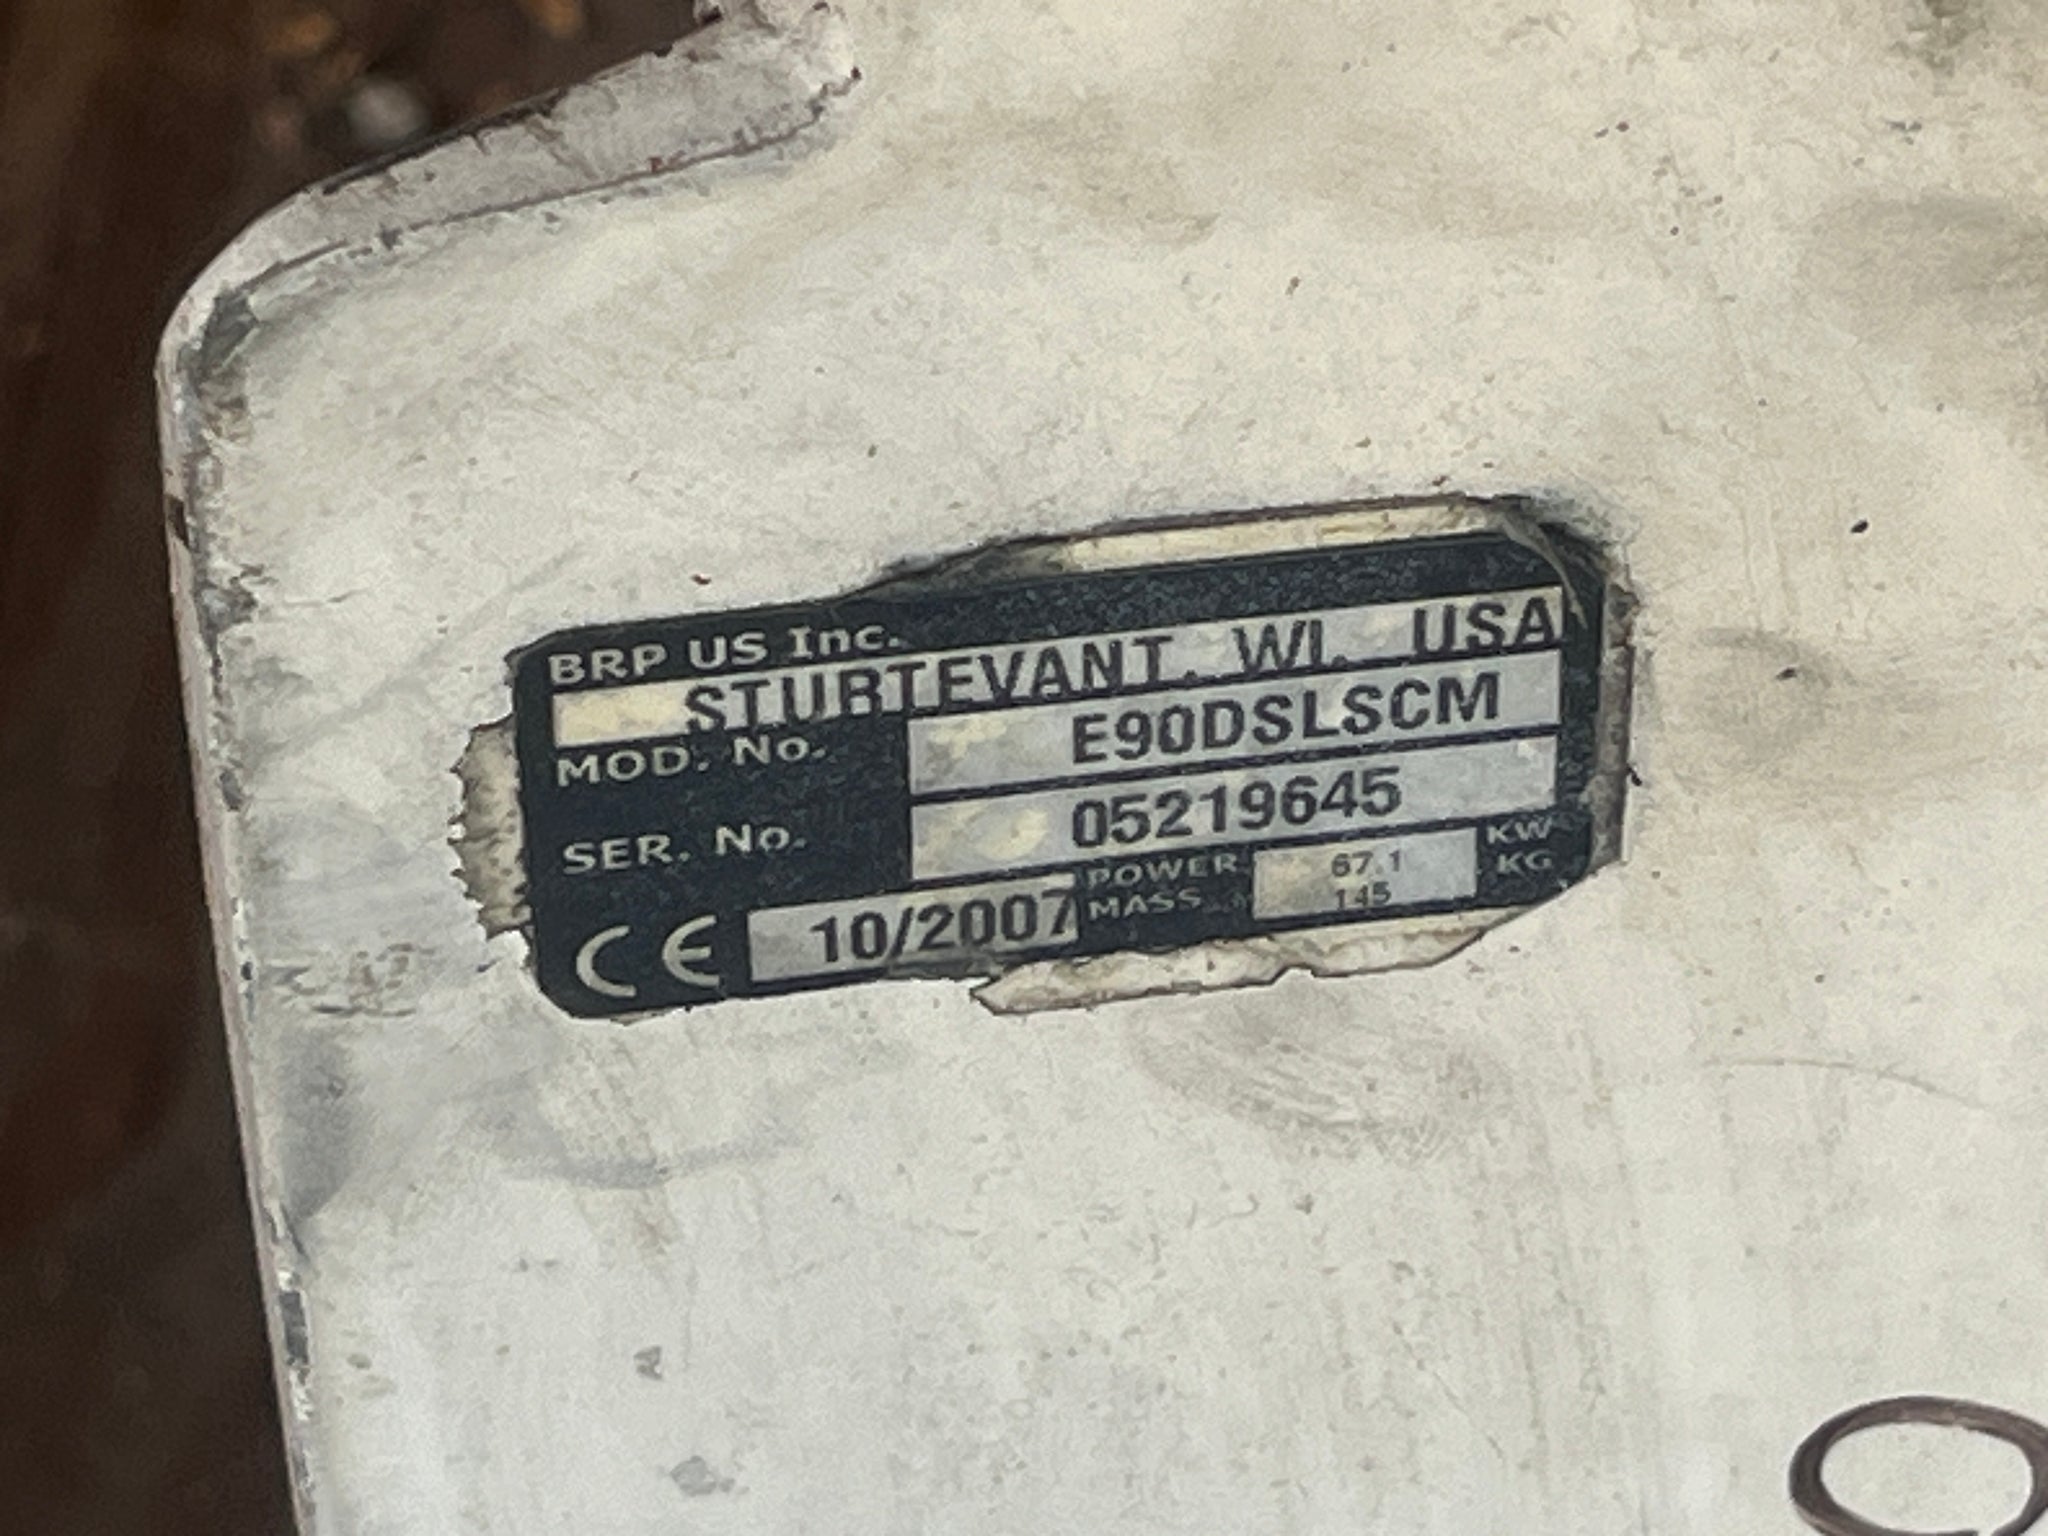 BRP US Inc.
STURTEVANT, WI. USA
MOD. No. E90DSLSCM
SER. No. 05219645
CE 10/2007 POWER 67.1 KW
MASS 145 KG